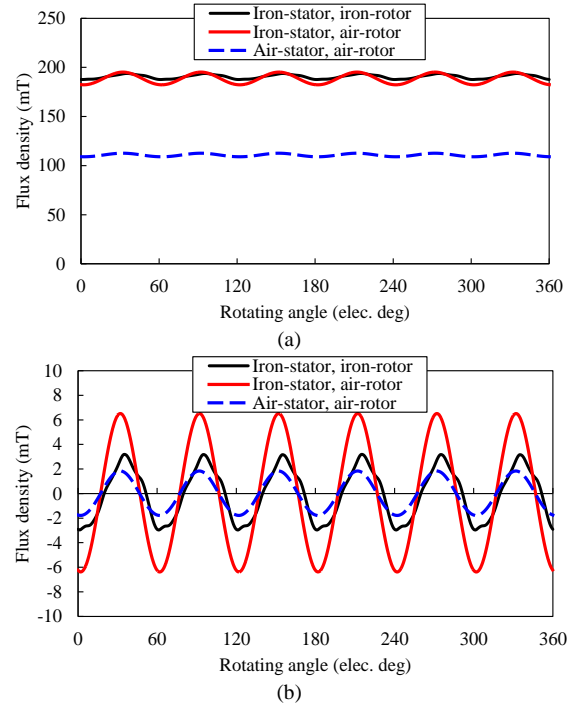 Iron-stator, iron-rotor
Iron-stator, air-rotor
Air-stator, air-rotor
250
200
150
100
50
0
Flux density (mT)
0 60 120 180 240 300 360
Rotating angle (elec. deg)
(a)
Iron-stator, iron-rotor
Iron-stator, air-rotor
Air-stator, air-rotor
10
8
6
4
2
0
-2
-4
-6
-8
-10
Flux density (mT)
0 60 120 180 240 300 360
Rotating angle (elec. deg)
(b)